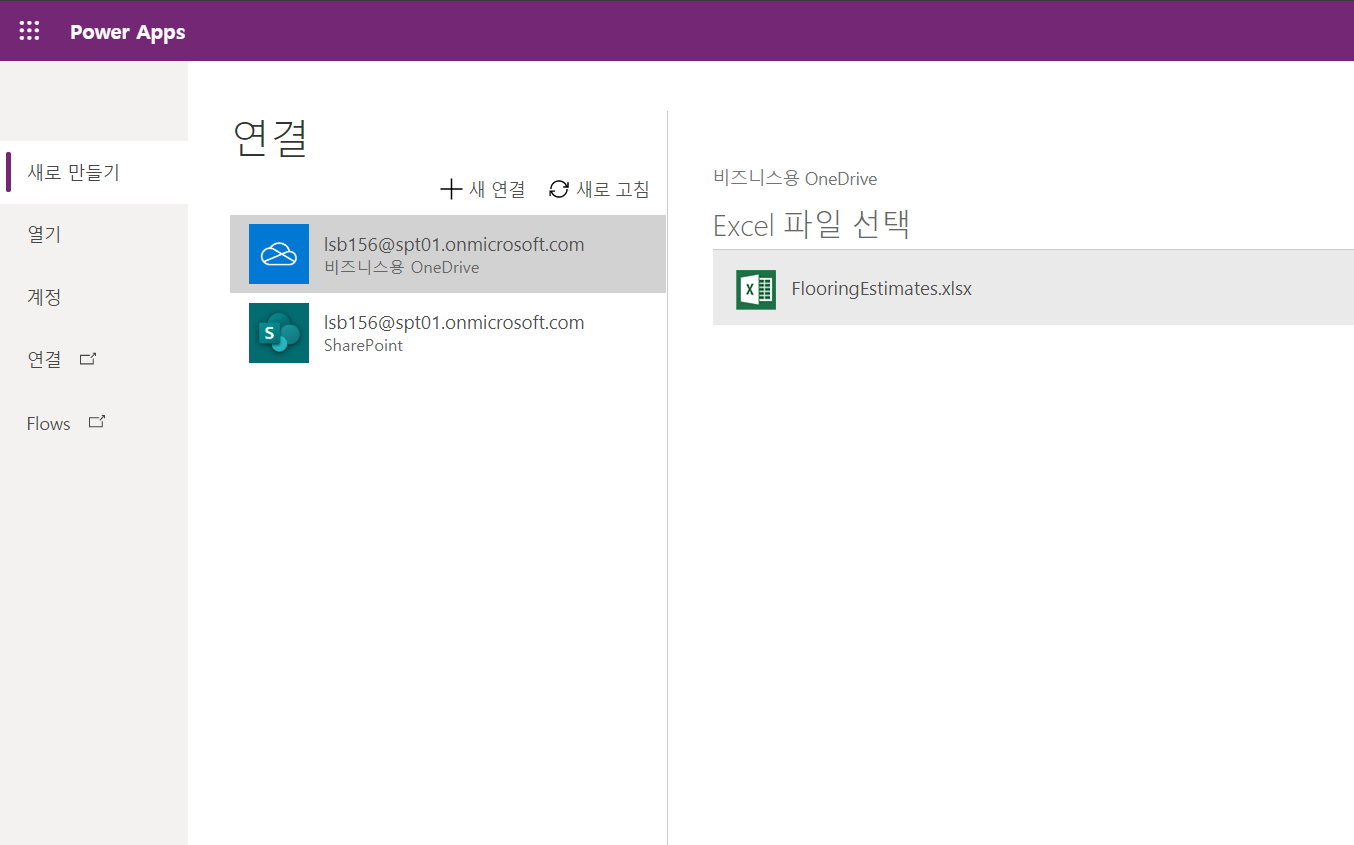 Power Apps
새로 만들기
열기
계정
연결
Flows
연결
새 연결 새로 고침
lsb156@spt01.onmicrosoft.com
비즈니스용 OneDrive
S
lsb156@spt01.onmicrosoft.com
SharePoint
비즈니스용 OneDrive
Excel 파일 선택
X
FlooringEstimates.xlsx